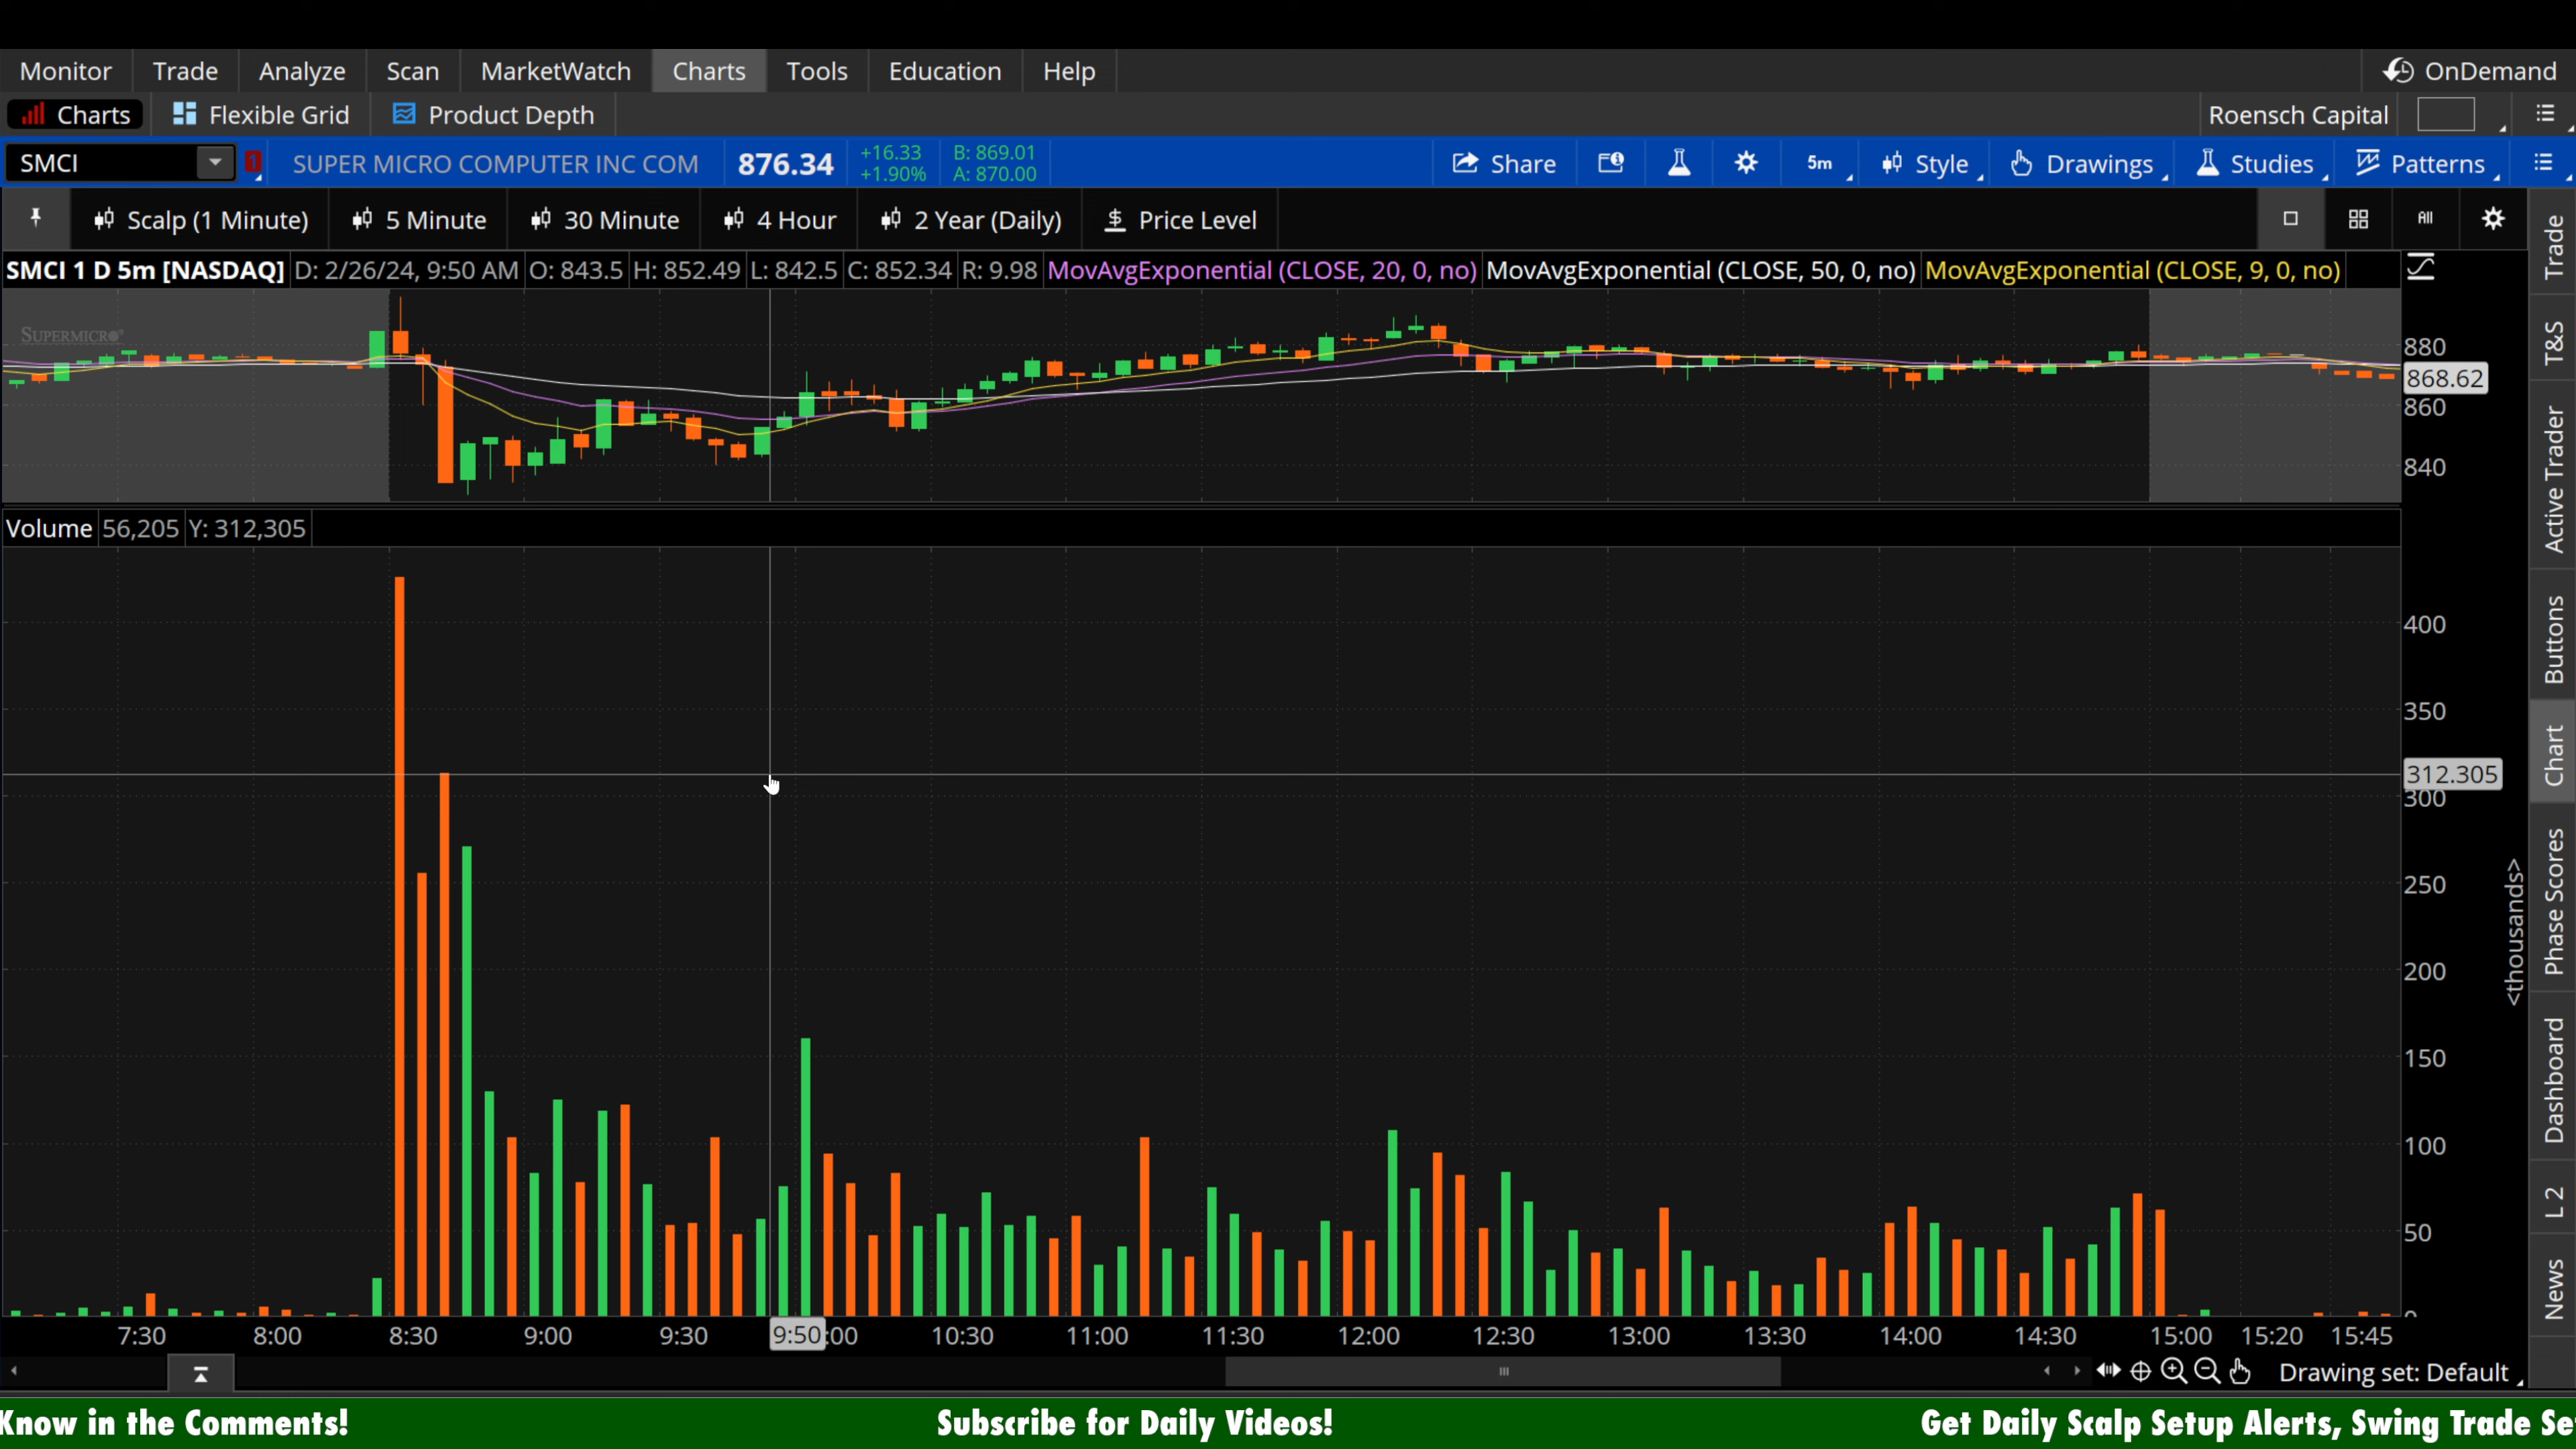 Monitor Trade Analyze Scan MarketWatch Charts Tools Education Help OnDemand
Charts Flexible Grid Product Depth Roensch Capital
SMCI 1 SUPER MICRO COMPUTER INC COM 876.34 +16.33 B: 869.01 Share 5m Style Drawings Studies Patterns
+1.90% A: 870.00
Scalp (1 Minute) 5 Minute 30 Minute 4 Hour 2 Year (Daily) $ Price Level All
SMCI 1 D 5m [NASDAQ] D: 2/26/24, 9:50 AM O: 843.5 H: 852.49 L: 842.5 C: 852.34 R: 9.98 MovAvgExponential (CLOSE, 20, 0, no) MovAvgExponential (CLOSE, 50, 0, no) MovAvgExponential (CLOSE, 9, 0, no)
SUPERMICRO
880
868.62
860
840
Volume 56,205 Y: 312,305
400
350
312.305
300
250
200
150
100
50
0
<thousands>
7:30 8:00 8:30 9:00 9:30 9:50 :00 10:30 11:00 11:30 12:00 12:30 13:00 13:30 14:00 14:30 15:00 15:20 15:45
Drawing set: Default
Trade
T&S
Active Trader
Buttons
Chart
Phase Scores
Dashboard
L 2
News
Know in the Comments! Subscribe for Daily Videos! Get Daily Scalp Setup Alerts, Swing Trade Se